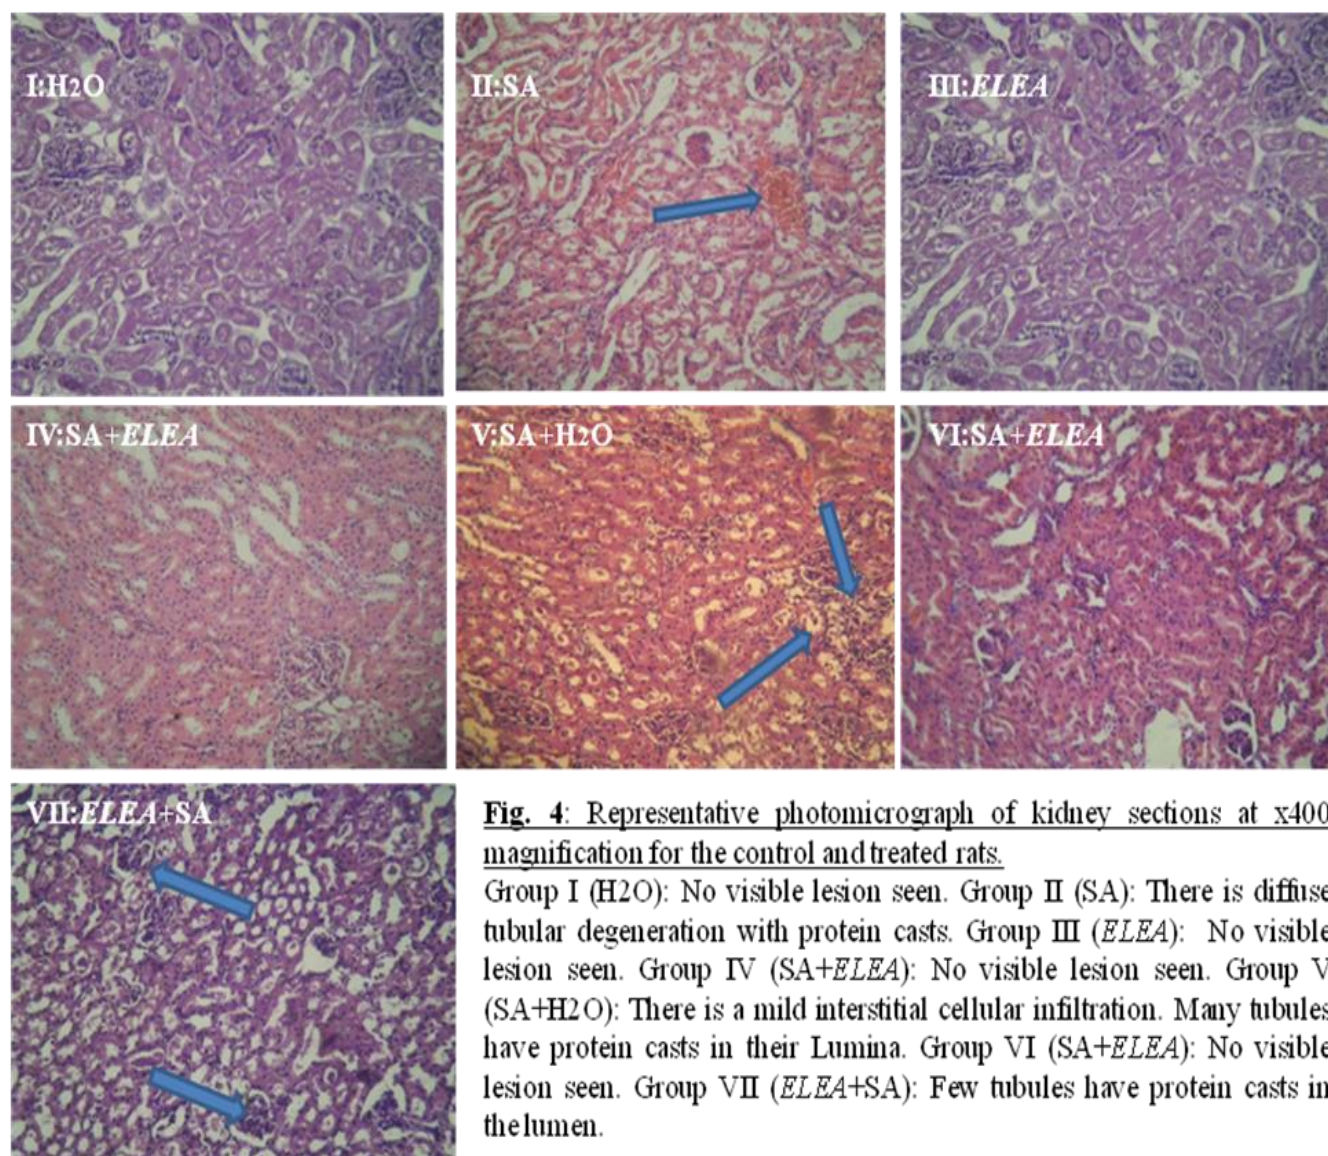 I:H2O
II:SA
III:ELEA
IV:SA+ELEA
V:SA+H2O
VI:SA+ELEA
VII:ELEA+SA
Fig. 4: Representative photomicrograph of kidney sections at x400
magnification for the control and treated rats.
Group I (H2O): No visible lesion seen. Group II (SA): There is diffuse
tubular degeneration with protein casts. Group III (ELEA): No visible
lesion seen. Group IV (SA+ELEA): No visible lesion seen. Group V
(SA+H2O): There is a mild interstitial cellular infiltration. Many tubules
have protein casts in their Lumina. Group VI (SA+ELEA): No visible
lesion seen. Group VII (ELEA+SA): Few tubules have protein casts in
the lumen.